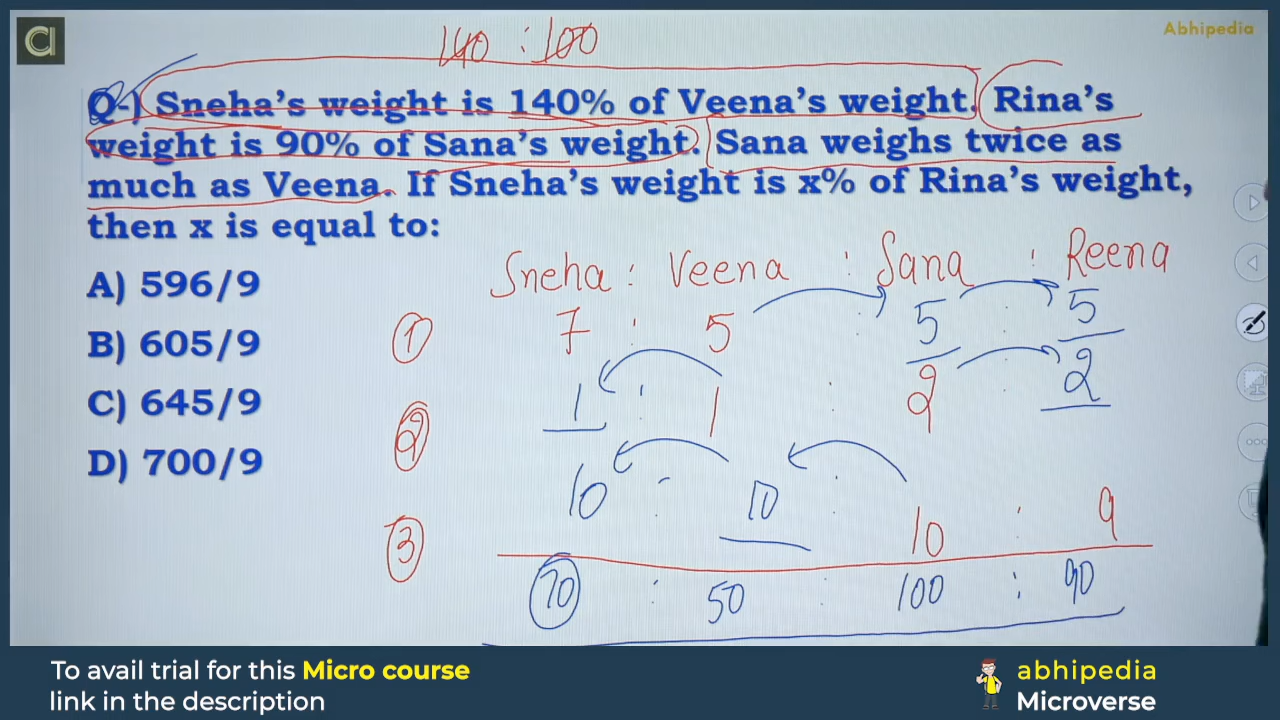 Abhipedia
140 : 100
Q-) Sneha's weight is 140% of Veena's weight. Rina's
weight is 90% of Sana's weight. Sana weighs twice as
much as Veena. If Sneha's weight is x% of Rina's weight,
then x is equal to:
A) 596/9
B) 605/9
C) 645/9
D) 700/9
Sneha : Veena : Sana : Reena
① 7 : 5 : 5 : 5
② 1 : 1 : 2 : 2
③ 10 : 10 : 10 : 9
70 : 50 : 100 : 90
To avail trial for this Micro course
link in the description
abhipedia
Microverse